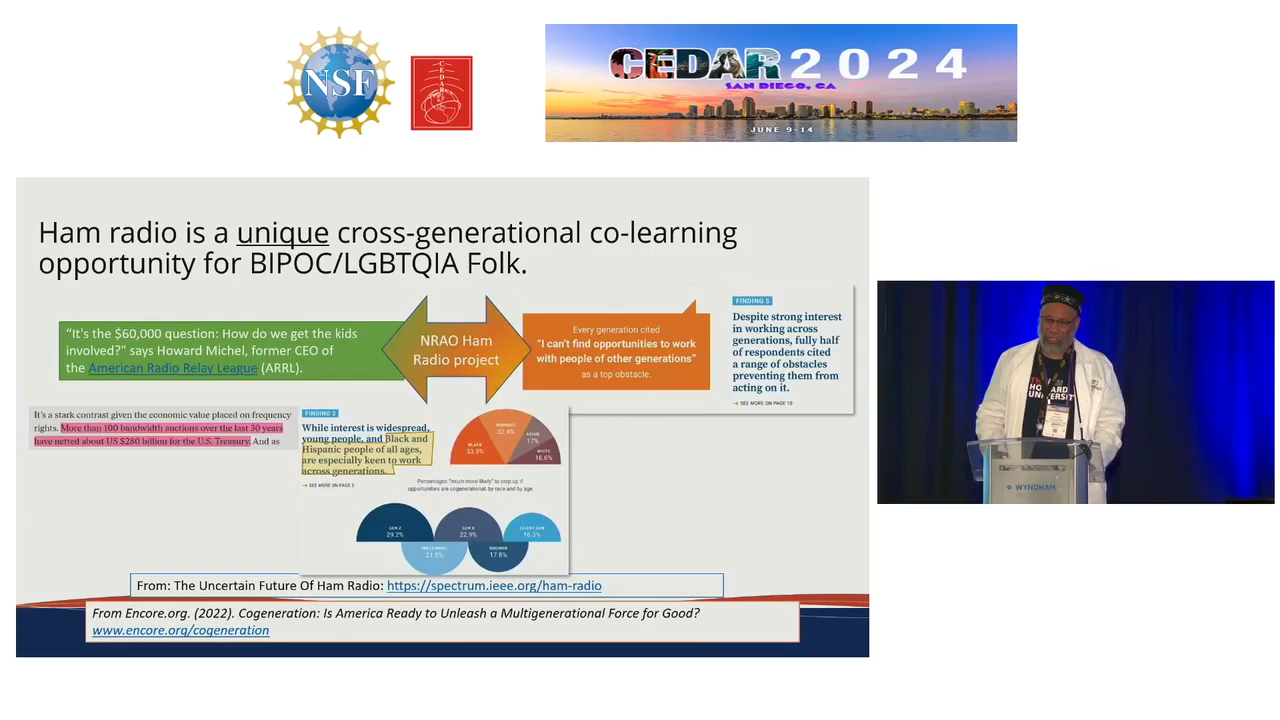 NSF
CEDAR
CEDAR 2024
SAN DIEGO, CA
JUNE 9-14
Ham radio is a unique cross-generational co-learning
opportunity for BIPOC/LGBTQIA Folk.
“It's the $60,000 question: How do we get the kids
involved?" says Howard Michel, former CEO of
the American Radio Relay League (ARRL).
NRAO Ham
Radio project
Every generation cited
“I can't find opportunities to work
with people of other generations”
as a top obstacle.
FINDING 5
Despite strong interest
in working across
generations, fully half
of respondents cited
a range of obstacles
preventing them from
acting on it.
→ SEE MORE ON PAGE 10
It's a stark contrast given the economic value placed on frequency
rights. More than 100 bandwidth auctions over the last 30 years
have netted about US $280 billion for the U.S. Treasury. And as
FINDING 2
While interest is widespread,
young people, and Black and
Hispanic people of all ages,
are especially keen to work
across generations.
→ SEE MORE ON PAGE
BLACK
33.9%
HISPANIC
32.4%
ASIAN
17%
WHITE
16.6%
Percentages "much more likely" to step up if
opportunities are cogenerational, by race and by age
GEN Z
29.2%
MILLENNIAL
21.5%
GEN X
22.9%
BOOMER
17.8%
SILENT GEN
16.3%
From: The Uncertain Future Of Ham Radio: https://spectrum.ieee.org/ham-radio
From Encore.org. (2022). Cogeneration: Is America Ready to Unleash a Multigenerational Force for Good?
www.encore.org/cogeneration
HOWARD
UNIVERSITY
WYNDHAM